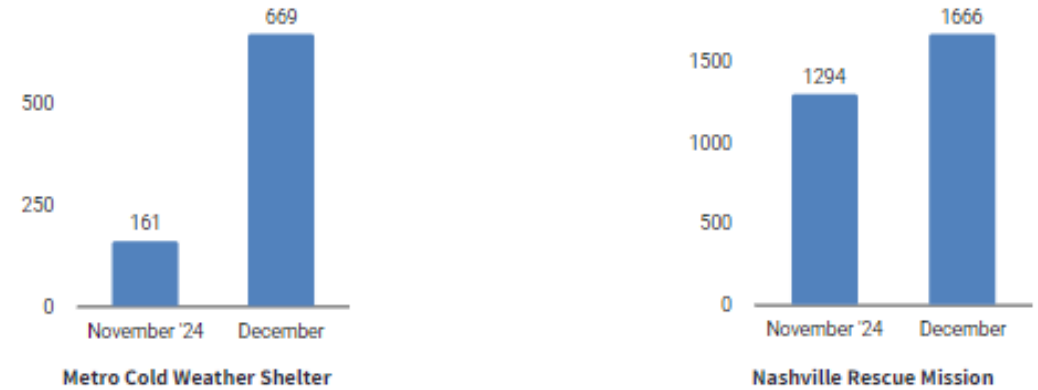 669
500
250
161
0
November '24
December
Metro Cold Weather Shelter
1666
1500
1294
1000
500
0
November '24
December
Nashville Rescue Mission